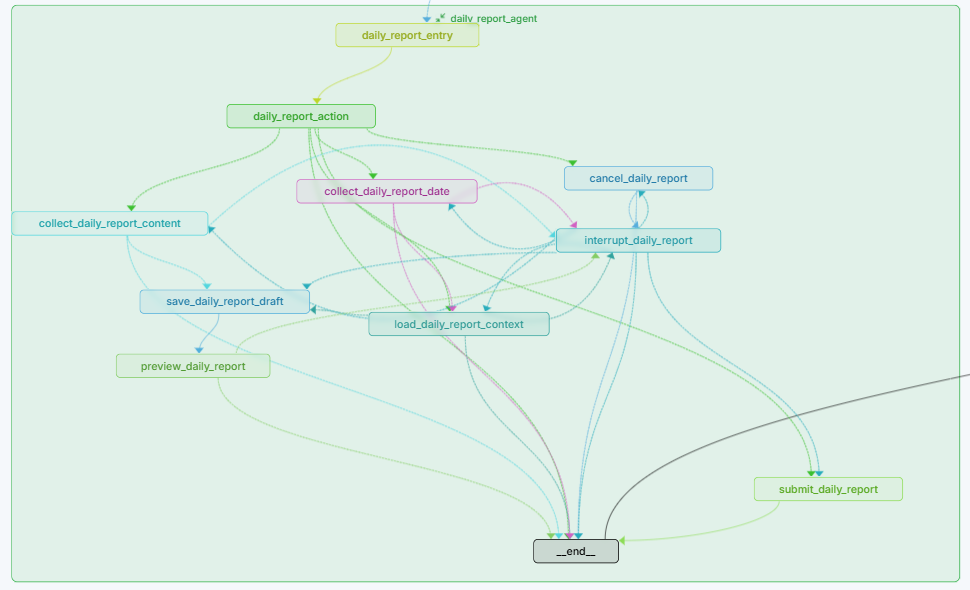 daily_report_agent
daily_report_entry
daily_report_action
cancel_daily_report
collect_daily_report_date
collect_daily_report_content
interrupt_daily_report
save_daily_report_draft
load_daily_report_context
preview_daily_report
submit_daily_report
__end__